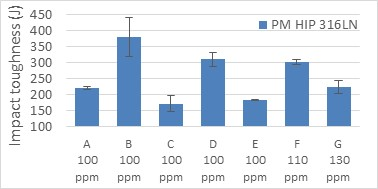 Impact toughness (J)
450
400
350
300
250
200
150
100
PM HIP 316LN
A B C D E F G
100 100 100 100 100 110 130
ppm ppm ppm ppm ppm ppm ppm